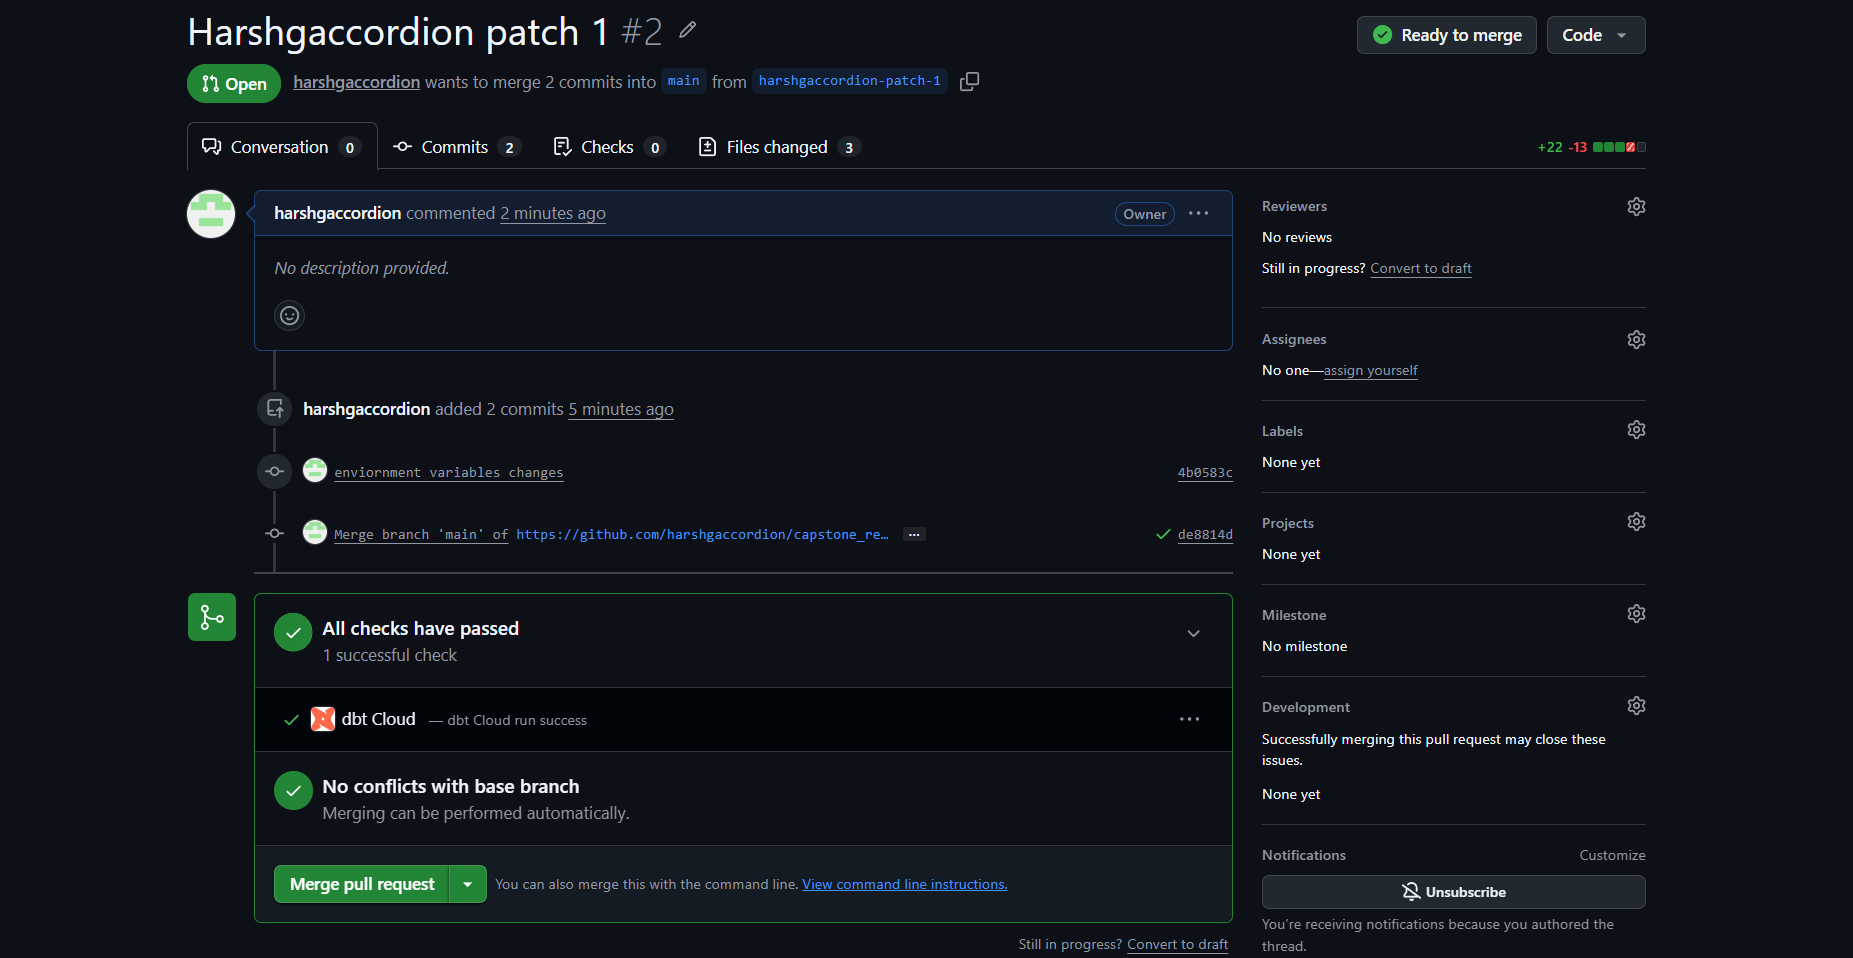 Harshgaccordion patch 1 #2
Ready to merge
Code
Open
harshgaccordion wants to merge 2 commits into main from harshgaccordion-patch-1
Conversation 0
Commits 2
Checks 0
Files changed 3
+22 -13
harshgaccordion commented 2 minutes ago
Owner
No description provided.
harshgaccordion added 2 commits 5 minutes ago
enviornment variables changes
4b0583c
Merge branch 'main' of https://github.com/harshgaccordion/capstone_re…
de8814d
All checks have passed
1 successful check
dbt Cloud — dbt Cloud run success
No conflicts with base branch
Merging can be performed automatically.
Merge pull request
You can also merge this with the command line. View command line instructions.
Still in progress? Convert to draft
Reviewers
No reviews
Still in progress? Convert to draft
Assignees
No one—assign yourself
Labels
None yet
Projects
None yet
Milestone
No milestone
Development
Successfully merging this pull request may close these
issues.
None yet
Notifications
Customize
Unsubscribe
You're receiving notifications because you authored the
thread.